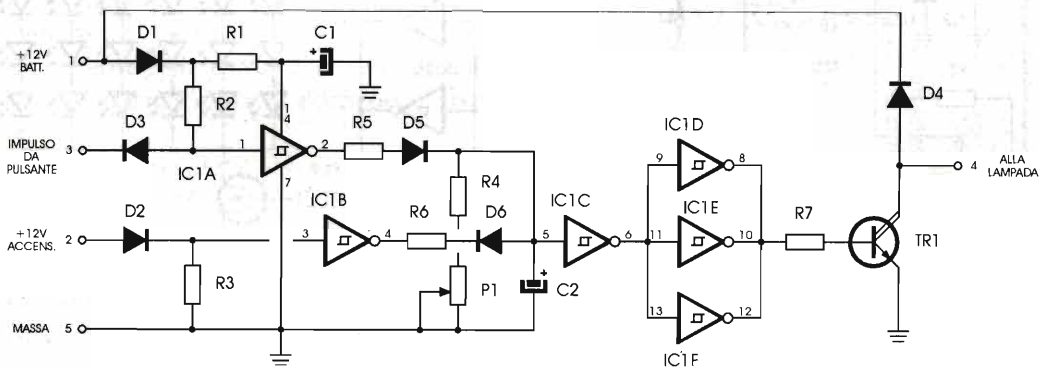 D1
R1
C1
+
+12V
BATT.
1
R2
D4
D3
1
4
IMPULSO
DA
PULSANTE
3
1
2
R5
D5
IC1A
7
IC1D
9
8
4
ALLA
LAMPADA
R4
IC1B
IC1C
IC1E
D2
R6
D6
+12V
ACCENS.
2
3
4
5
6
11
10
R7
TR1
R3
P1
+
C2
13
12
MASSA
5
IC1F